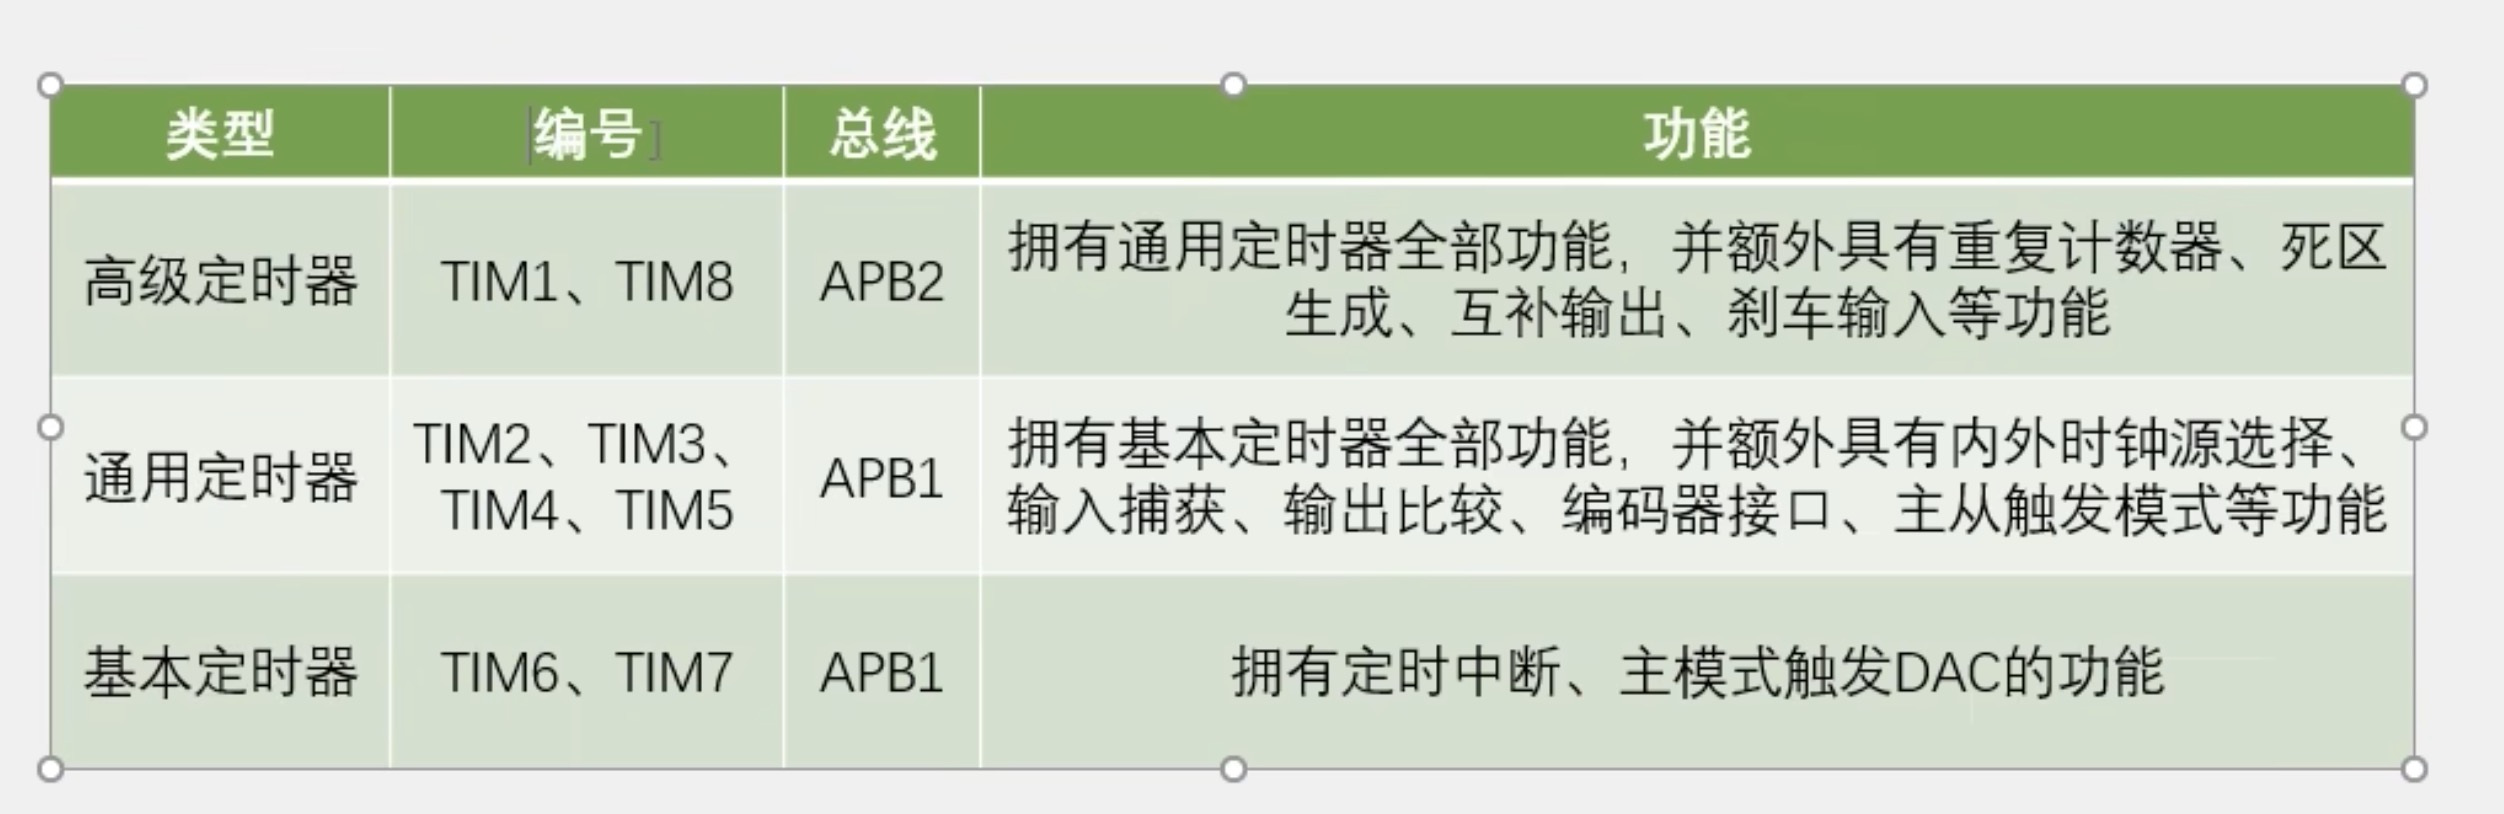 类型 编号 总线 功能
高级定时器 TIM1、TIM8 APB2 拥有通用定时器全部功能，并额外具有重复计数器、死区
生成、互补输出、刹车输入等功能
通用定时器 TIM2、TIM3、
TIM4、TIM5 APB1 拥有基本定时器全部功能，并额外具有内外时钟源选择、
输入捕获、输出比较、编码器接口、主从触发模式等功能
基本定时器 TIM6、TIM7 APB1 拥有定时中断、主模式触发DAC的功能